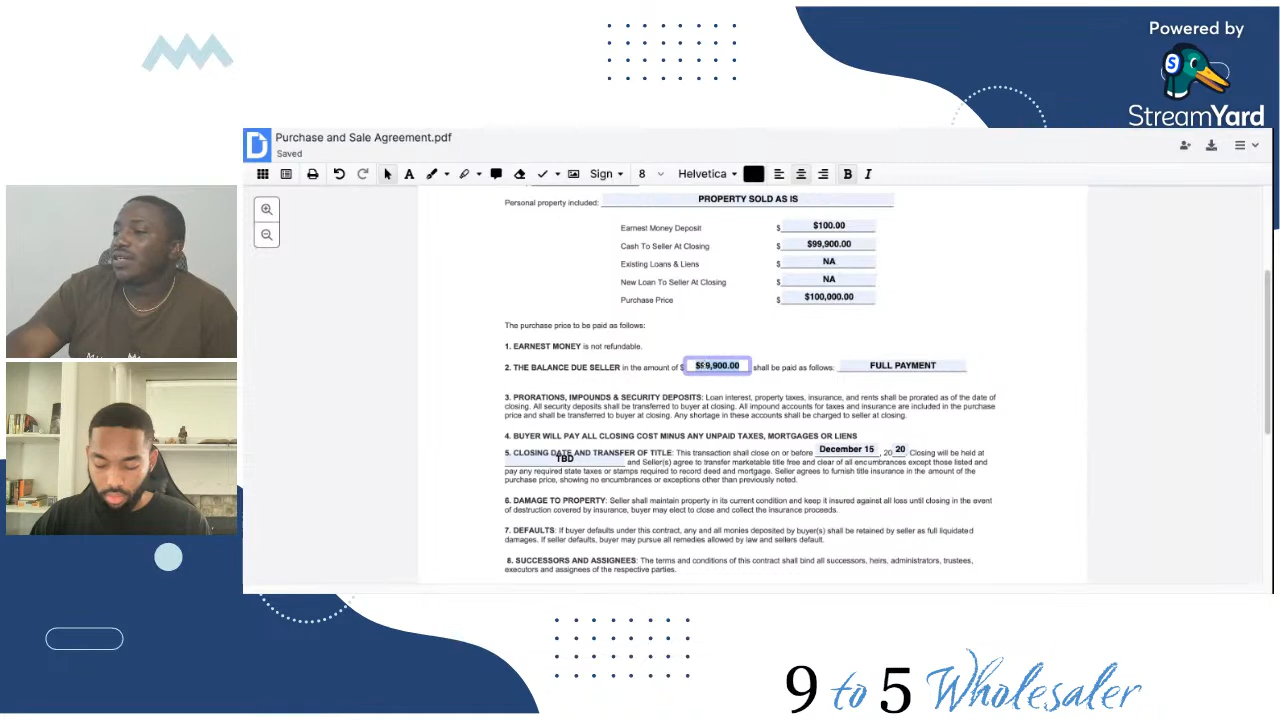 Powered by
S
StreamYard
Purchase and Sale Agreement.pdf
Saved
A Sign 8 Helvetica B I
Personal property included: PROPERTY SOLD AS IS
Earnest Money Deposit $ $100.00
Cash To Seller At Closing $ $99,900.00
Existing Loans & Liens $ NA
New Loan To Seller At Closing $ NA
Purchase Price $ $100,000.00
The purchase price to be paid as follows:
1. EARNEST MONEY is not refundable.
2. THE BALANCE DUE SELLER in the amount of $ $99,900.00 shall be paid as follows: FULL PAYMENT
3. PRORATIONS, IMPOUNDS & SECURITY DEPOSITS: Loan interest, property taxes, insurance, and rents shall be prorated as of the date of
closing. All security deposits shall be transferred to buyer at closing. All impound accounts for taxes and insurance are included in the purchase
price and shall be transferred to buyer at closing. Any shortage in these accounts shall be charged to seller at closing.
4. BUYER WILL PAY ALL CLOSING COST MINUS ANY UNPAID TAXES, MORTGAGES OR LIENS
5. CLOSING DATE AND TRANSFER OF TITLE: This transaction shall close on or before December 15, 20 20 Closing will be held at
TBD and Seller(s) agree to transfer marketable title free and clear of all encumbrances except those listed and
pay any required state taxes or stamps required to record deed and mortgage. Seller agrees to furnish title insurance in the amount of the
purchase price, showing no encumbrances or exceptions other than previously noted.
6. DAMAGE TO PROPERTY: Seller shall maintain property in its current condition and keep it insured against all loss until closing in the event
of destruction covered by insurance, buyer may elect to close and collect the insurance proceeds.
7. DEFAULTS: If buyer defaults under this contract, any and all monies deposited by buyer(s) shall be retained by seller as full liquidated
damages. If seller defaults, buyer may pursue all remedies allowed by law and sellers default.
8. SUCCESSORS AND ASSIGNEES: The terms and conditions of this contract shall bind all successors, heirs, administrators, trustees,
executors and assignees of the respective parties.
9 to 5 Wholesaler